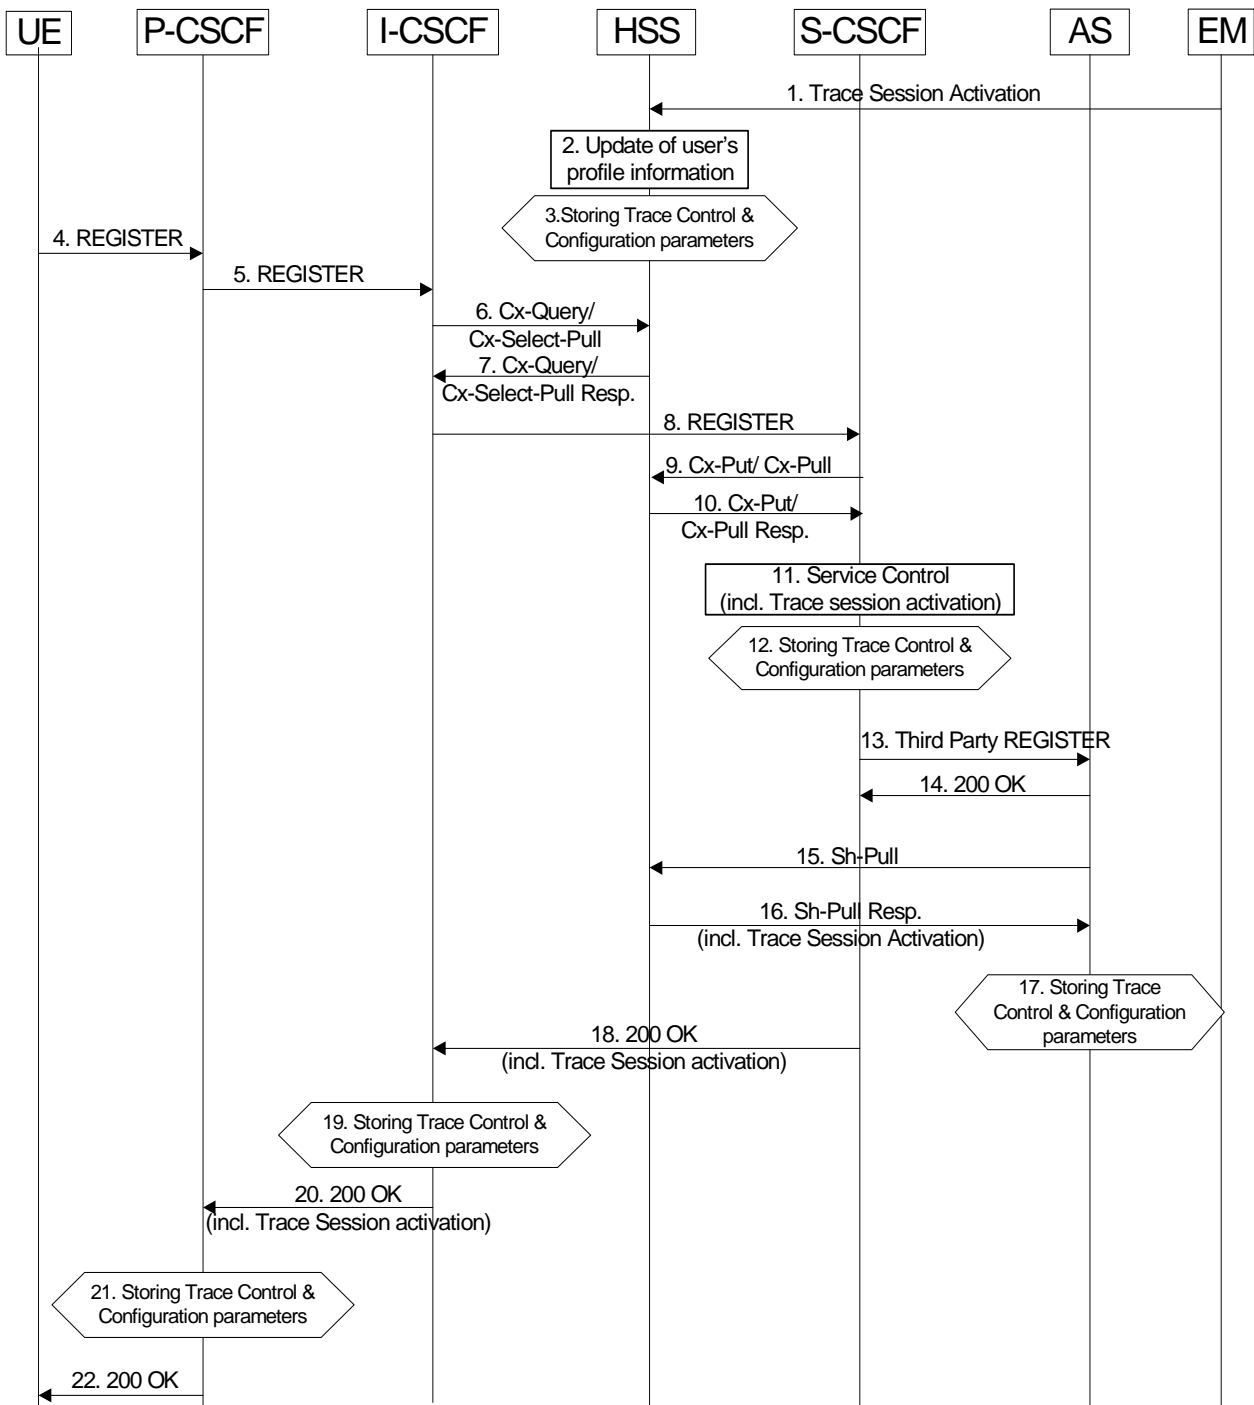 UE
P-CSCF
I-CSCF
HSS
S-CSCF
AS
EM
1. Trace Session Activation
2. Update of user's
profile information
3.Storing Trace Control &
Configuration parameters
4. REGISTER
5. REGISTER
6. Cx-Query/
Cx-Select-Pull
7. Cx-Query/
Cx-Select-Pull Resp.
8. REGISTER
9. Cx-Put/ Cx-Pull
10. Cx-Put/
Cx-Pull Resp.
11. Service Control
(incl. Trace session activation)
12. Storing Trace Control &
Configuration parameters
13. Third Party REGISTER
14. 200 OK
15. Sh-Pull
16. Sh-Pull Resp.
(incl. Trace Session Activation)
17. Storing Trace
Control & Configuration
parameters
18. 200 OK
(incl. Trace Session activation)
19. Storing Trace Control &
Configuration parameters
20. 200 OK
(incl. Trace Session activation)
21. Storing Trace Control &
Configuration parameters
22. 200 OK